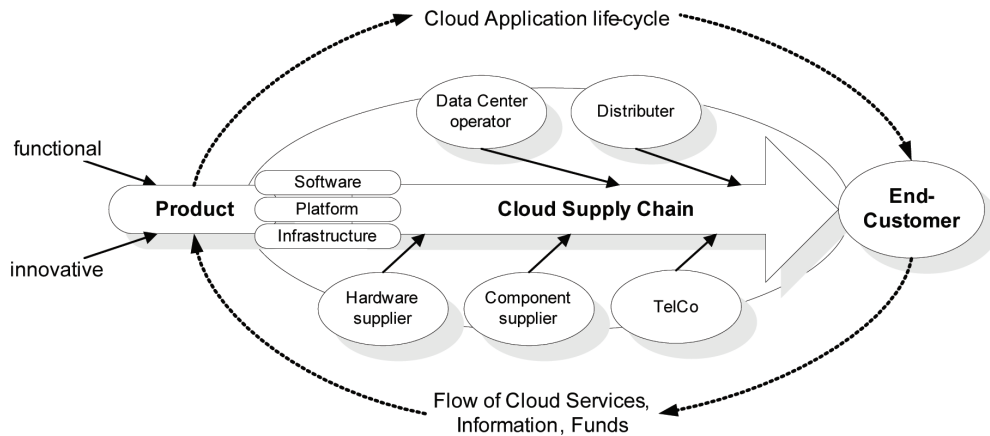 Cloud Application life-cycle
Data Center
operator
Distributer
functional
Software
Product
Platform
Cloud Supply Chain
End-
Customer
Infrastructure
innovative
Hardware
supplier
Component
supplier
TelCo
Flow of Cloud Services,
Information, Funds